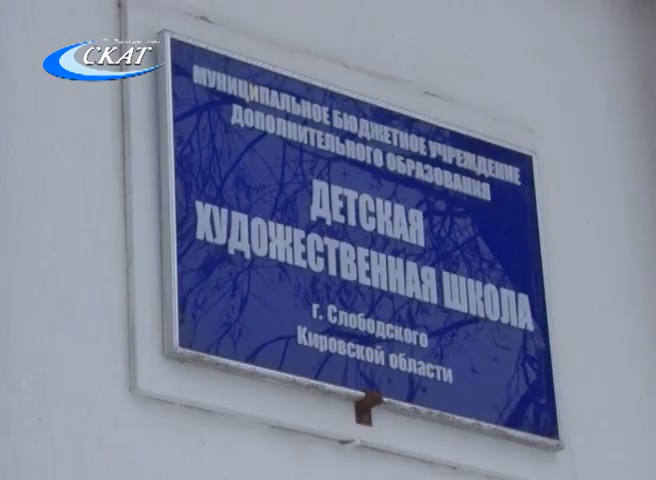 СКАТ
МУНИЦИПАЛЬНОЕ БЮДЖЕТНОЕ УЧРЕЖДЕНИЕ
ДОПОЛНИТЕЛЬНОГО ОБРАЗОВАНИЯ
ДЕТСКАЯ
ХУДОЖЕСТВЕННАЯ ШКОЛА
г. Слободского
Кировской области